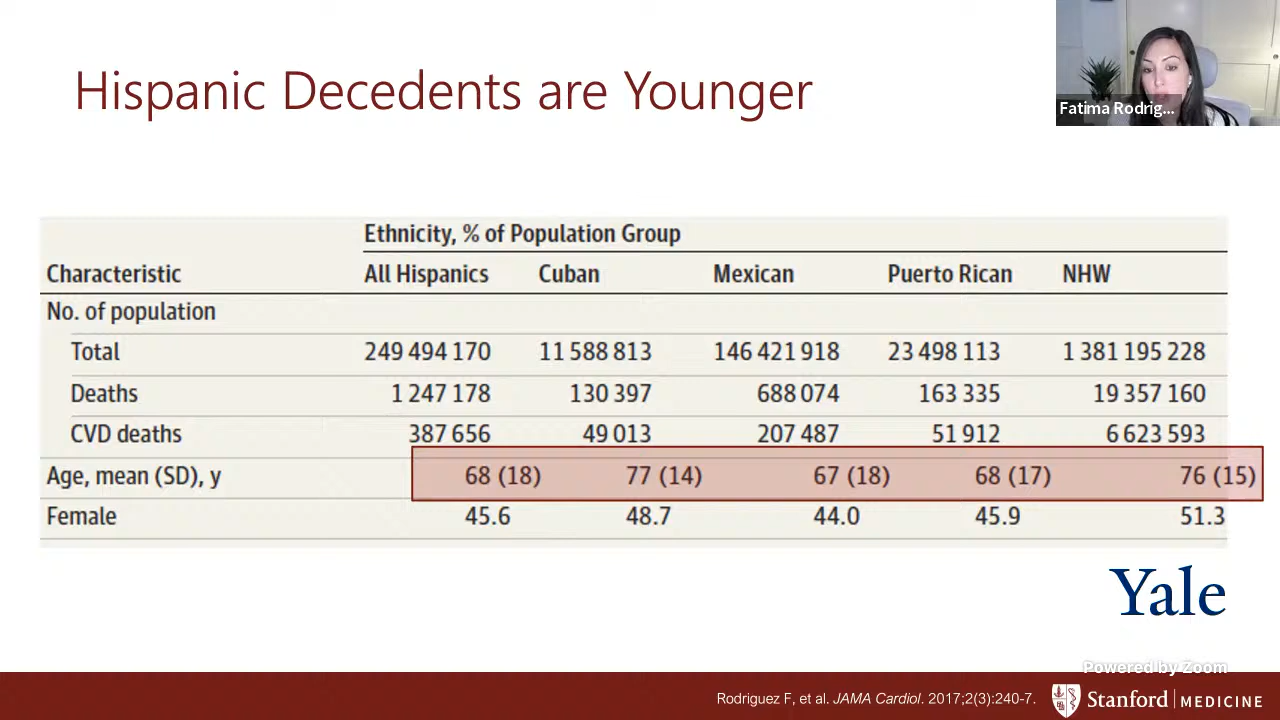 Hispanic Decedents are Younger
Fatima Rodrig...
Ethnicity, % of Population Group
Characteristic All Hispanics Cuban Mexican Puerto Rican NHW
No. of population
Total 249 494 170 11 588 813 146 421 918 23 498 113 1 381 195 228
Deaths 1 247 178 130 397 688 074 163 335 19 357 160
CVD deaths 387 656 49 013 207 487 51 912 6 623 593
Age, mean (SD), y 68 (18) 77 (14) 67 (18) 68 (17) 76 (15)
Female 45.6 48.7 44.0 45.9 51.3
Yale
Powered by Zoom
Rodriguez F, et al. JAMA Cardiol. 2017;2(3):240-7.
Stanford MEDICINE